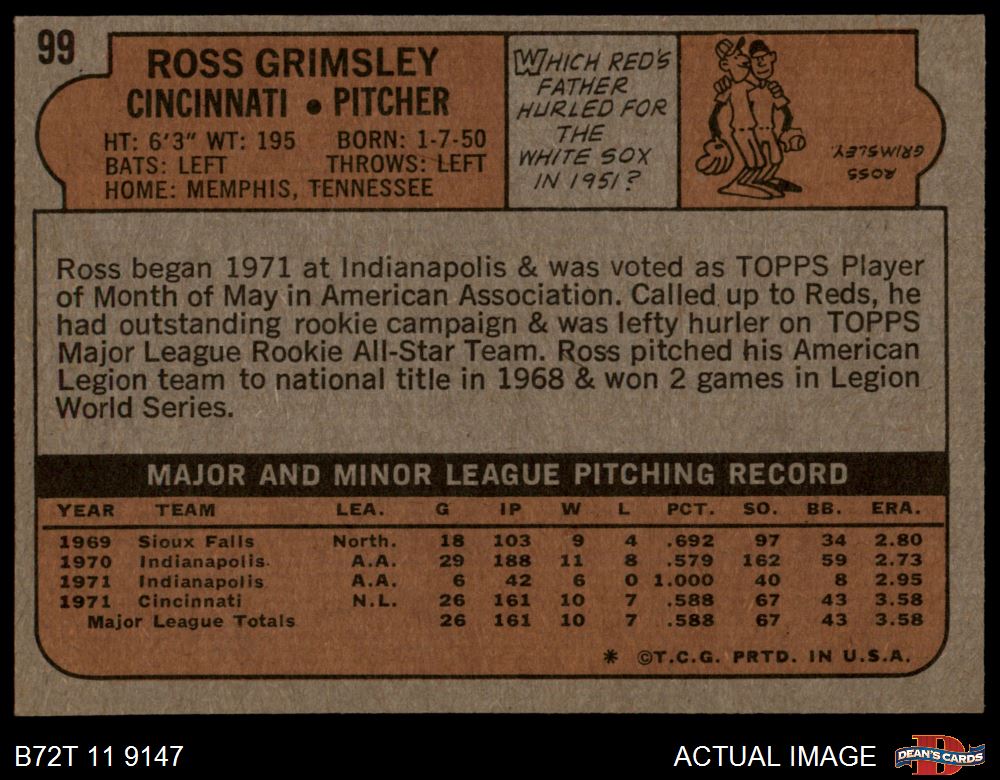 99
ROSS GRIMSLEY
CINCINNATI • PITCHER
HT: 6'3" WT: 195 BORN: 1-7-50
BATS: LEFT THROWS: LEFT
HOME: MEMPHIS, TENNESSEE
WHICH RED'S
FATHER
HURLED FOR
THE
WHITE SOX
IN 1951?
ROSS
GRIMSLEY.
Ross began 1971 at Indianapolis & was voted as TOPPS Player
of Month of May in American Association. Called up to Reds, he
had outstanding rookie campaign & was lefty hurler on TOPPS
Major League Rookie All-Star Team. Ross pitched his American
Legion team to national title in 1968 & won 2 games in Legion
World Series.
MAJOR AND MINOR LEAGUE PITCHING RECORD
YEAR TEAM LEA. G IP W L PCT. SO. BB. ERA.
1969 Sioux Falls North. 18 103 9 4 .692 97 34 2.80
1970 Indianapolis A.A. 29 188 11 8 .579 162 59 2.73
1971 Indianapolis A.A. 6 42 6 0 1.000 40 8 2.95
1971 Cincinnati N.L. 26 161 10 7 .588 67 43 3.58
Major League Totals 26 161 10 7 .588 67 43 3.58
* ©T.C.G. PRTD. IN U.S.A.
B72T 11 9147
ACTUAL IMAGE
D
DEAN'S CARDS